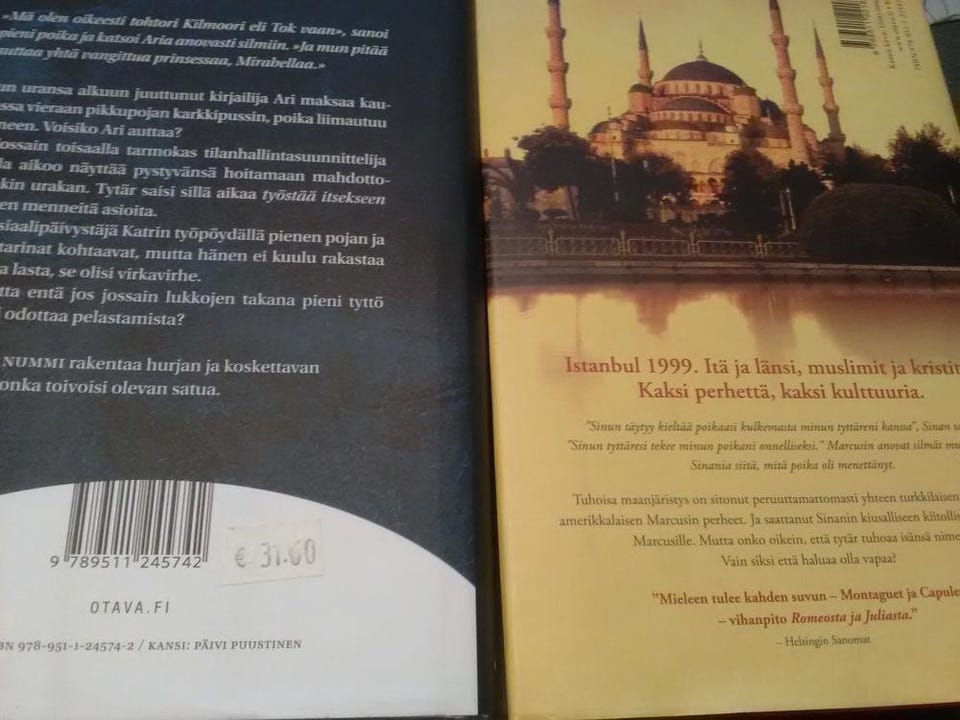 »Mä olen oikeesti tohtori Kilmoori eli Tok vaan», sanoi
pieni poika ja katsoi Aria anovasti silmiin. »Ja mun pitää
auttaa yhtä vangittua prinsessaa, Mirabellaa.»
un uransa alkuun juuttunut kirjailija Ari maksaa kau-
ssa vieraan pikkupojan karkkipussin, poika liimautuu
neen. Voisiko Ari auttaa?
ossain toisaalla tarmokas tilanhallintasuunnittelija
la aikoo näyttää pystyvänsä hoitamaan mahdotto-
kin urakan. Tytär saisi sillä aikaa työstää itsekseen
en menneitä asioita.
siaalipäivystäjä Katrin työpöydällä pienen pojan ja
tarinat kohtaavat, mutta hänen ei kuulu rakastaa
a lasta, se olisi virkavirhe.
tta entä jos jossain lukkojen takana pieni tyttö
i odottaa pelastamista?
NUMMI rakentaa hurjan ja koskettavan
onka toivoisi olevan satua.
9 789511 245742
€ 31.60
OTAVA.FI
BN 978-951-1-24574-2 / KANSI: PÄIVI PUUSTINEN
Istanbul 1999. Itä ja länsi, muslimit ja kristit
Kaksi perhettä, kaksi kulttuuria.
"Sinun täytyy kieltää poikaasi kulkemasta minun tyttäreni kanssa", Sinan sa
"Sinun tyttäresi tekee minun poikani onnelliseksi." Marcusin anovat silmät mu
Sinania siitä, mitä poika oli menettänyt.
Tuhoisa maanjäristys on sitonut peruuttamattomasti yhteen turkkilaisen
amerikkalaisen Marcusin perheet. Ja saattanut Sinanin kiusalliseen kiitollis
Marcusille. Mutta onko oikein, että tytär tuhoaa isänsä nime
Vain siksi että haluaa olla vapaa?
"Mieleen tulee kahden suvun – Montaguet ja Capule
– vihanpito Romeosta ja Juliasta."
– Helsingin Sanomat